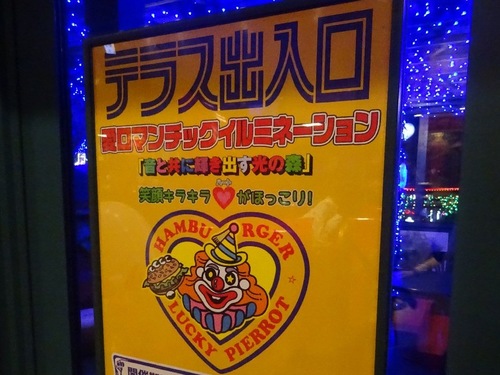 テラス出入口
ロマンチックイルミネーション
「音と共に輝き出す光の森」
笑顔キラキラ がほっこり!
HAMBURGER
LUCKY PIERROT